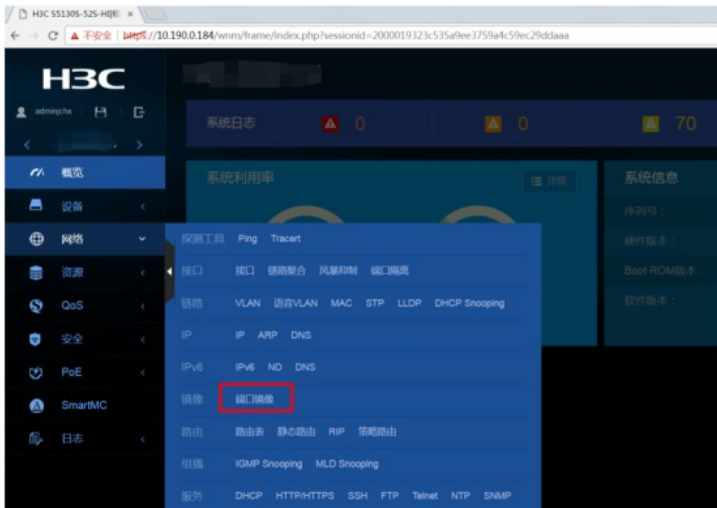 H3C S5130S-52S-HI
不安全 | https://10.190.0.184/wnm/frame/index.php?sessionid=2000019323c535a9ee3759a4c59ec29ddaaa
H3C
系统日志 0 0 70
概览
系统利用率 详情 系统信息
设备
序列号：
网络
探测工具 Ping Tracert
硬件版本：
资源
接口 接口 链路聚合 风暴抑制 端口隔离
Boot ROM版本：
QoS
链路 VLAN 语音VLAN MAC STP LLDP DHCP Snooping
软件版本：
安全
IP IP ARP DNS
PoE
IPv6 IPv6 ND DNS
SmartMC
镜像 端口镜像
日志
路由 路由表 静态路由 RIP 策略路由
组播 IGMP Snooping MLD Snooping
服务 DHCP HTTP/HTTPS SSH FTP Telnet NTP SNMP